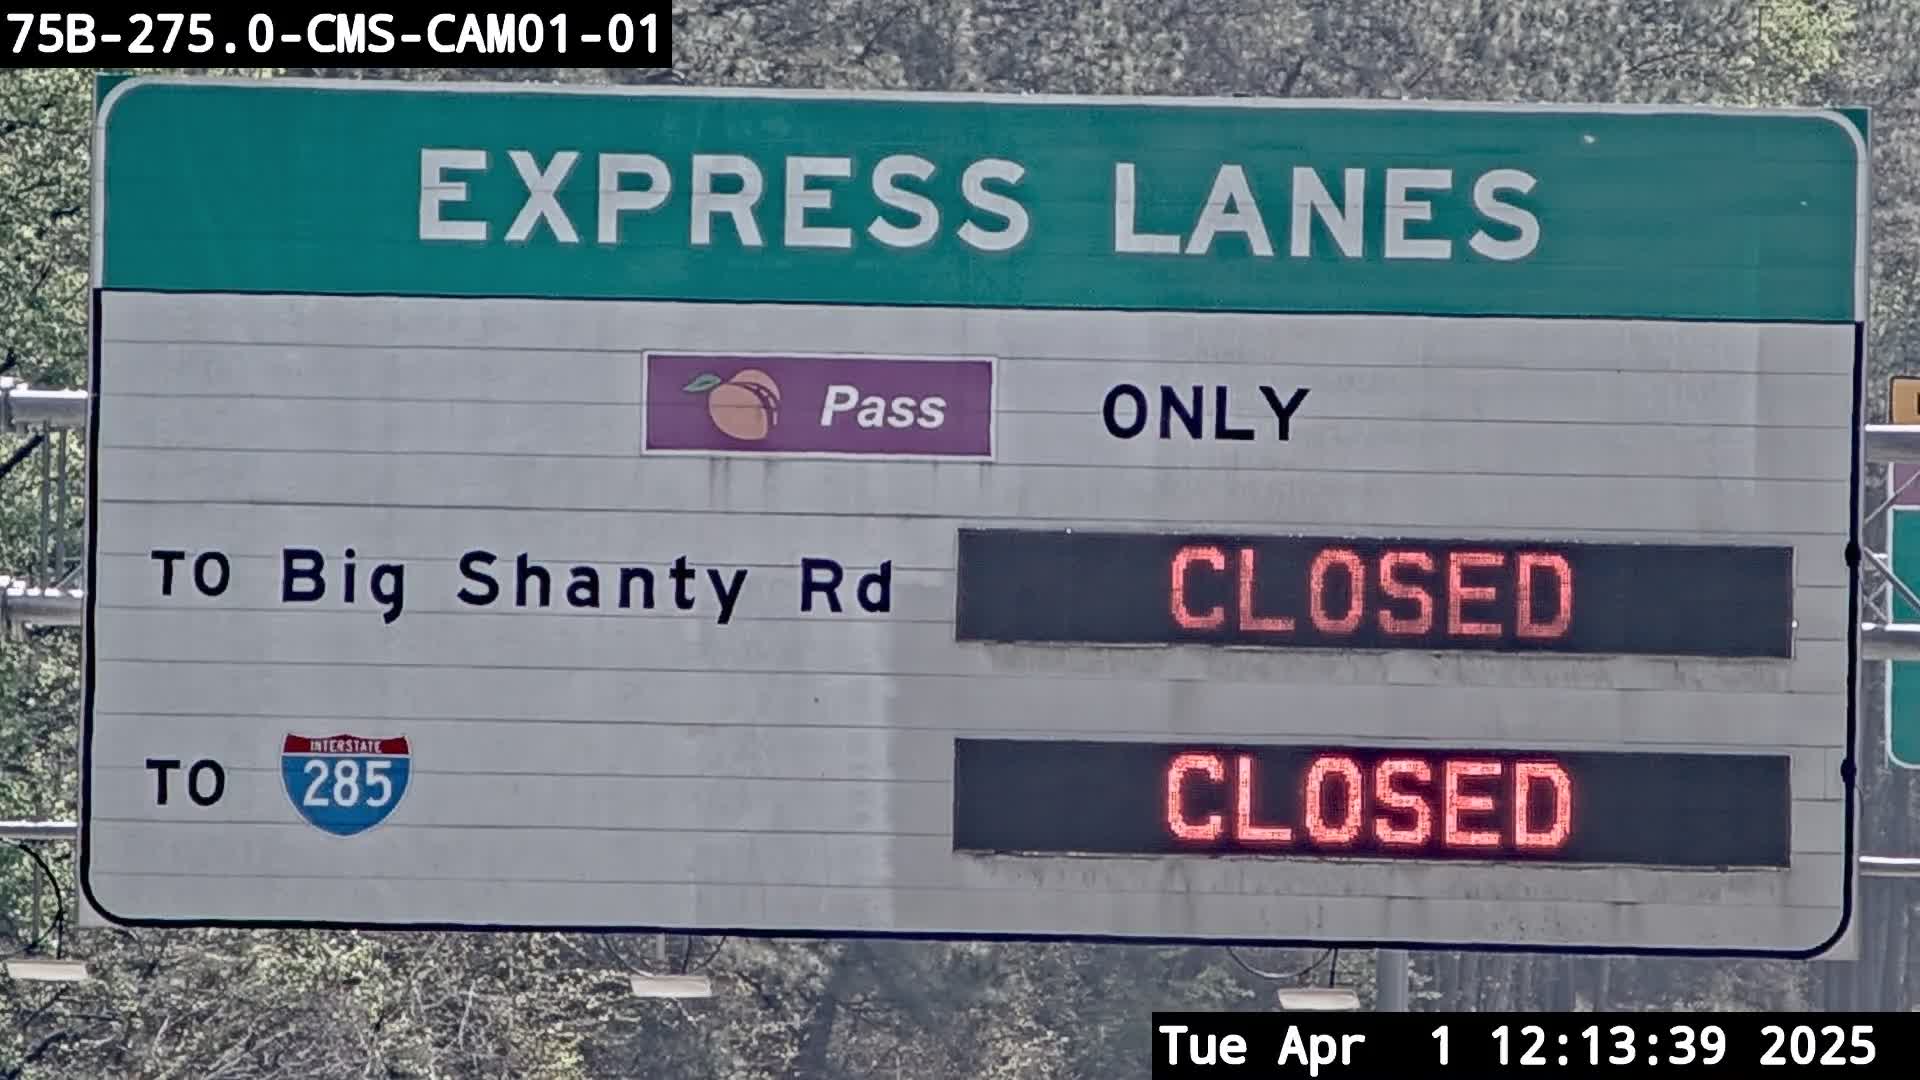 75B-275.0-CMS-CAM01-01
EXPRESS LANES
Pass ONLY
TO Big Shanty Rd CLOSED
INTERSTATE
TO 285 CLOSED
Tue Apr 1 12:13:39 2025